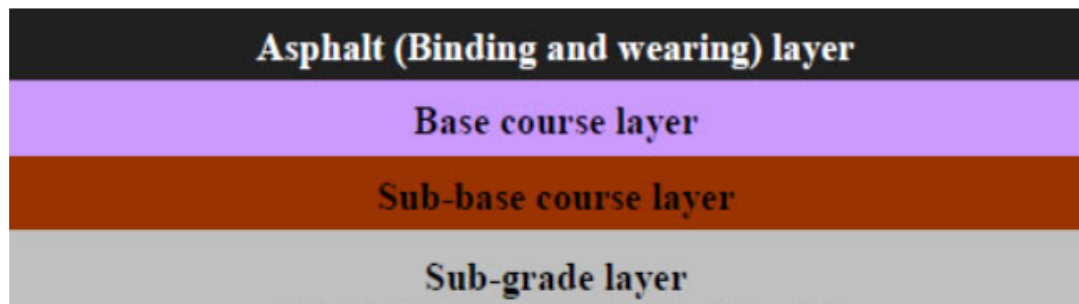 Asphalt (Binding and wearing) layer
Base course layer
Sub-base course layer
Sub-grade layer